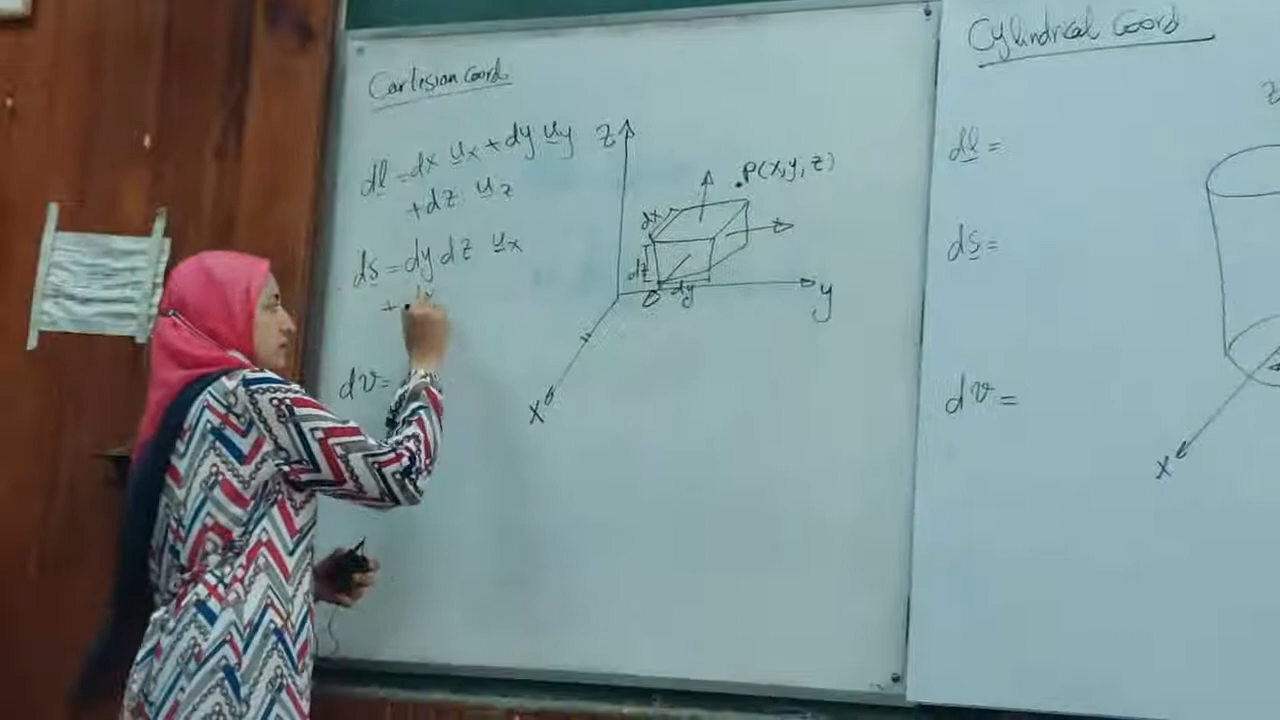 Cartesian Coord.
dl = dx ux + dy uy
+ dz uz
ds = dy dz ux
+
dv =
z
P(x,y,z)
dx
dz
dy
y
x
Cylindrical Coord
z
dl =
ds =
dv =
x